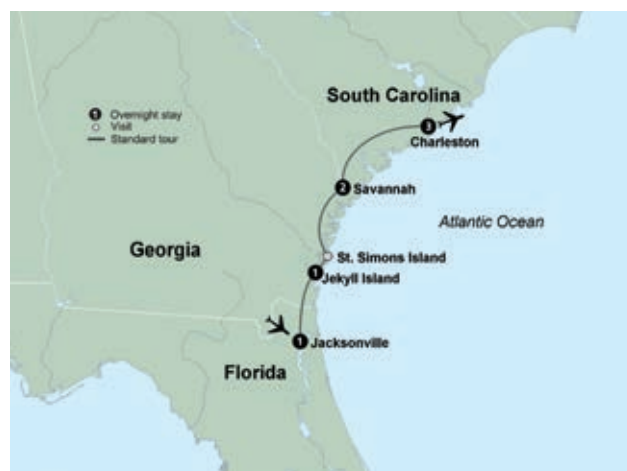 South Carolina
1 Overnight stay
Visit
Standard tour
3
Charleston
2 Savannah
Atlantic Ocean
Georgia
St. Simons Island
1 Jekyll Island
1 Jacksonville
Florida